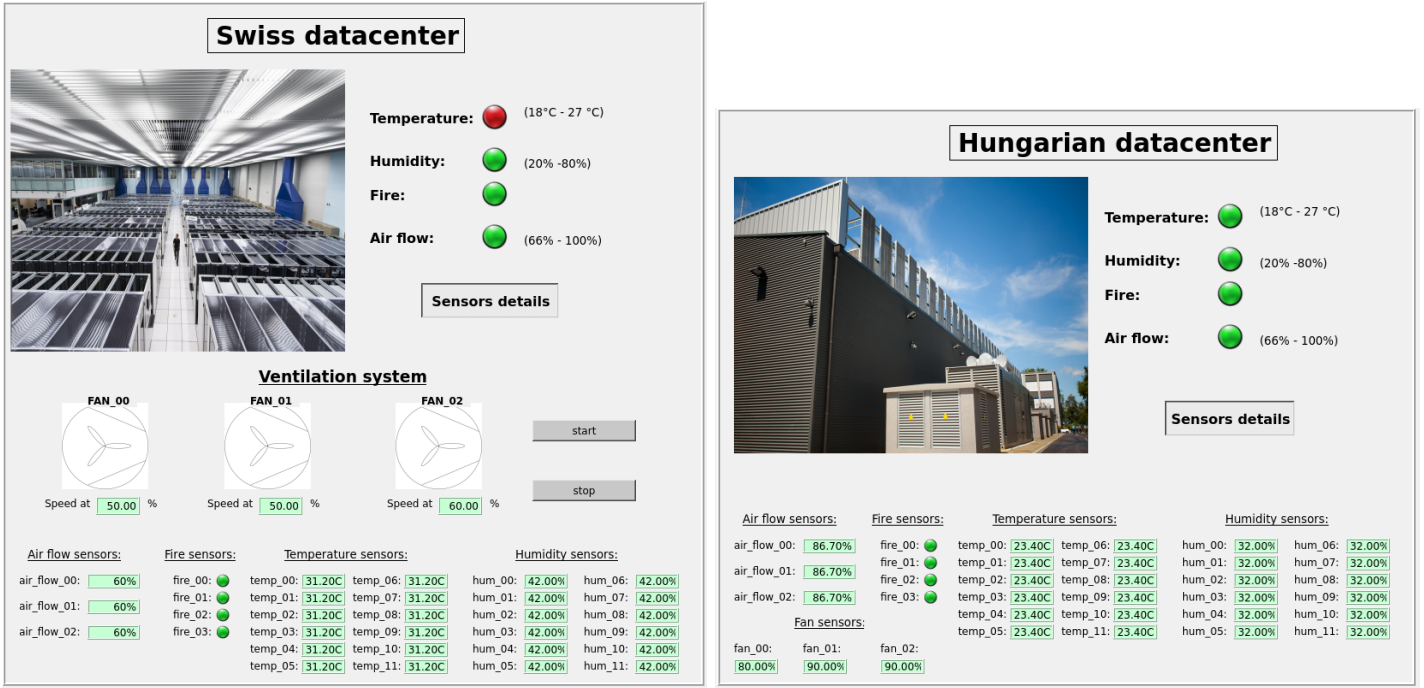 Swiss datacenter
Temperature: (18°C - 27 °C)
Humidity: (20% -80%)
Fire:
Air flow: (66% - 100%)
Sensors details
Ventilation system
FAN_00 FAN_01 FAN_02
start
stop
Speed at 50.00 % Speed at 50.00 % Speed at 60.00 %
Air flow sensors: Fire sensors: Temperature sensors: Humidity sensors:
air_flow_00: 60% fire_00: temp_00: 31.20C temp_06: 31.20C hum_00: 42.00% hum_06: 42.00%
fire_01: temp_01: 31.20C temp_07: 31.20C hum_01: 42.00% hum_07: 42.00%
air_flow_01: 60% fire_02: temp_02: 31.20C temp_08: 31.20C hum_02: 42.00% hum_08: 42.00%
air_flow_02: 60% fire_03: temp_03: 31.20C temp_09: 31.20C hum_03: 42.00% hum_09: 42.00%
temp_04: 31.20C temp_10: 31.20C hum_04: 42.00% hum_10: 42.00%
temp_05: 31.20C temp_11: 31.20C hum_05: 42.00% hum_11: 42.00%
Hungarian datacenter
Temperature: (18°C - 27 °C)
Humidity: (20% -80%)
Fire:
Air flow: (66% - 100%)
Sensors details
Air flow sensors: Fire sensors: Temperature sensors: Humidity sensors:
air_flow_00: 86.70% fire_00: temp_00: 23.40C temp_06: 23.40C hum_00: 32.00% hum_06: 32.00%
fire_01: temp_01: 23.40C temp_07: 23.40C hum_01: 32.00% hum_07: 32.00%
air_flow_01: 86.70% fire_02: temp_02: 23.40C temp_08: 23.40C hum_02: 32.00% hum_08: 32.00%
air_flow_02: 86.70% fire_03: temp_03: 23.40C temp_09: 23.40C hum_03: 32.00% hum_09: 32.00%
temp_04: 23.40C temp_10: 23.40C hum_04: 32.00% hum_10: 32.00%
Fan sensors: temp_05: 23.40C temp_11: 23.40C hum_05: 32.00% hum_11: 32.00%
fan_00: fan_01: fan_02:
80.00% 90.00% 90.00%